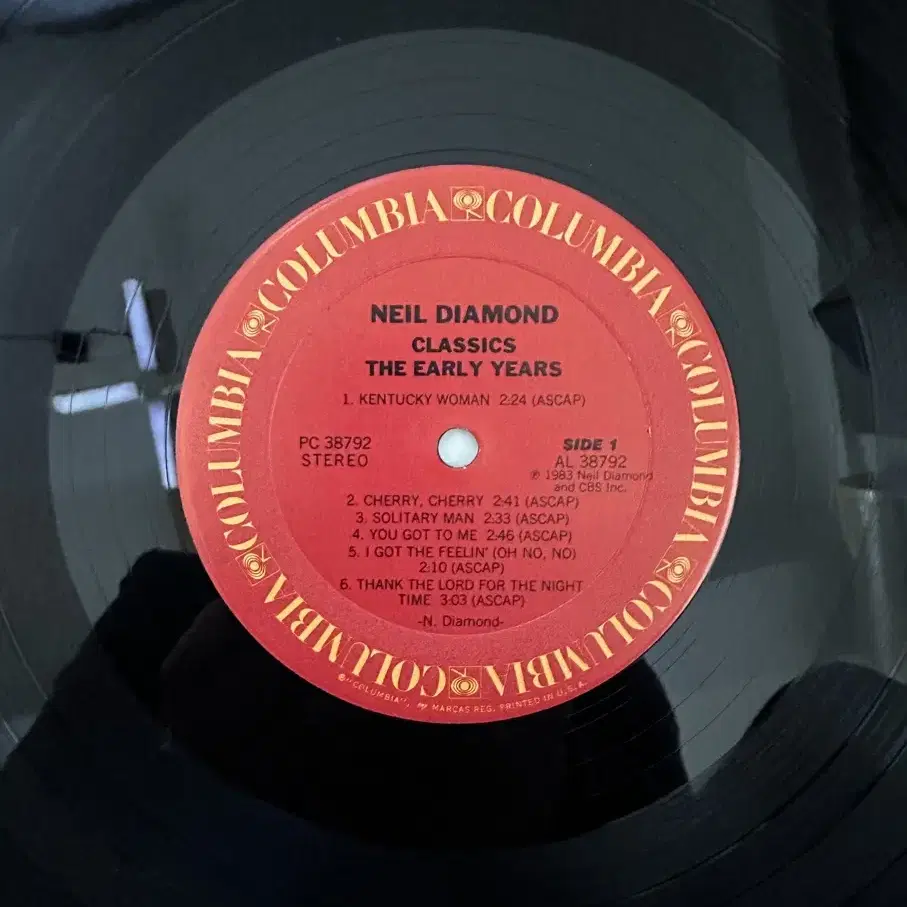 COLUMBIA COLUMBIA COLUMBIA COLUMBIA COLUMBIA COLUMBIA
NEIL DIAMOND
CLASSICS
THE EARLY YEARS
1. KENTUCKY WOMAN 2:24 (ASCAP)
PC 38792
STEREO
SIDE 1
AL 38792
℗ 1983 Neil Diamond
and CBS Inc.
2. CHERRY, CHERRY 2:41 (ASCAP)
3. SOLITARY MAN 2:33 (ASCAP)
4. YOU GOT TO ME 2:46 (ASCAP)
5. I GOT THE FEELIN' (OH NO, NO)
2:10 (ASCAP)
6. THANK THE LORD FOR THE NIGHT
TIME 3:03 (ASCAP)
-N. Diamond-
"COLUMBIA", MARCAS REG. PRINTED IN U.S.A.